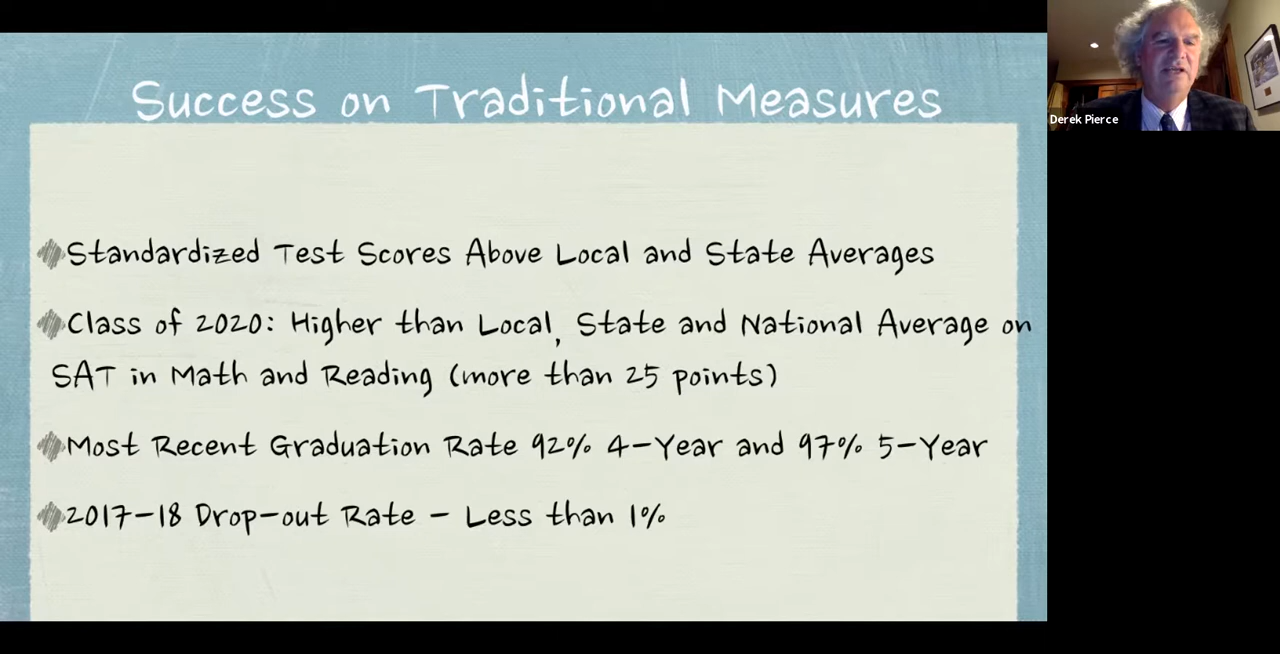 Success on Traditional Measures
Derek Pierce
Standardized Test Scores Above Local and State Averages
Class of 2020: Higher than Local, State and National Average on
SAT in Math and Reading (more than 25 points)
Most Recent Graduation Rate 92% 4-Year and 97% 5-Year
2017-18 Drop-out Rate - Less than 1%